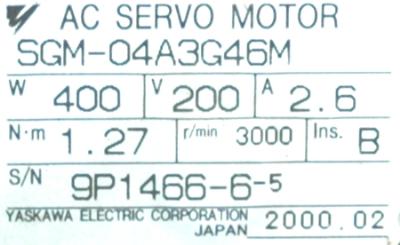 AC SERVO MOTOR
SGM-04A3G46M
W 400 V 200 A 2.6
N·m 1.27 r/min 3000 Ins. B
S/N 9P1466-6-5
YASKAWA ELECTRIC CORPORATION
JAPAN 2000.02